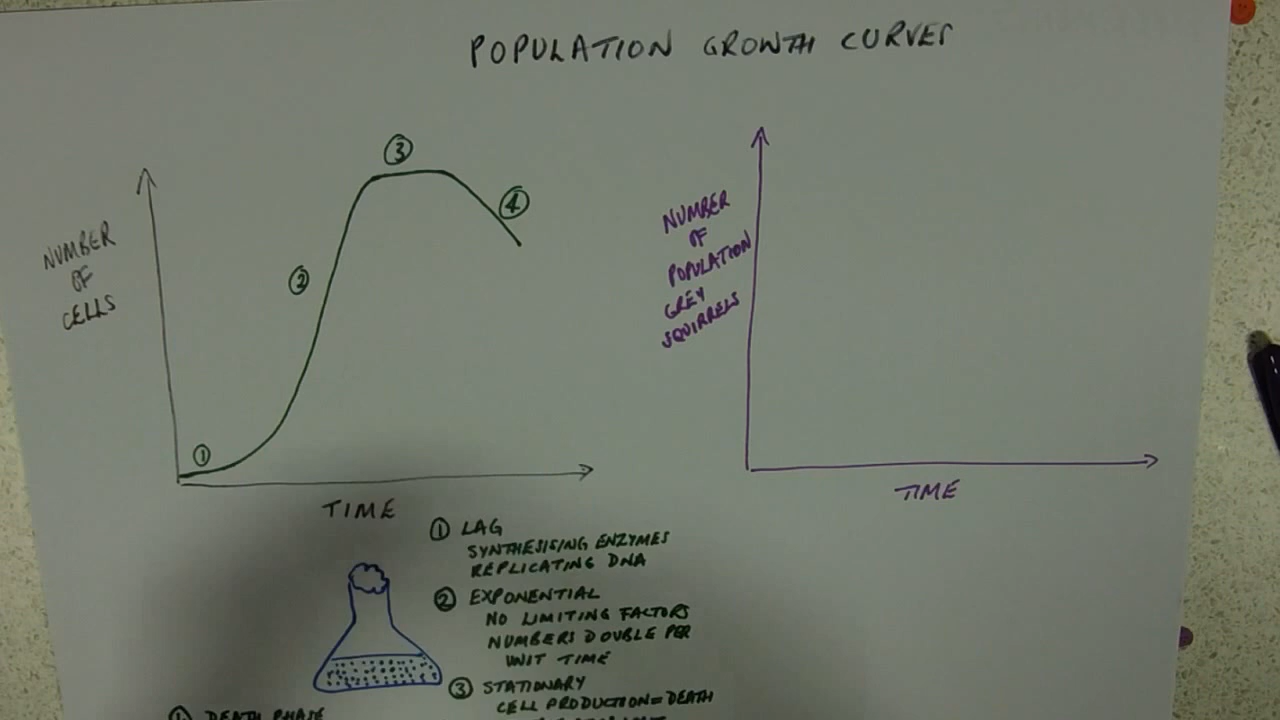 POPULATION GROWTH CURVES
NUMBER
OF
CELLS
①
②
③
④
TIME
NUMBER
OF
POPULATION
GREY
SQUIRRELS
TIME
① LAG
SYNTHESISING ENZYMES
REPLICATING DNA
② EXPONENTIAL
NO LIMITING FACTORS
NUMBERS DOUBLE PER
UNIT TIME
③ STATIONARY
CELL PRODUCTION = DEATH
DEATH PHASE